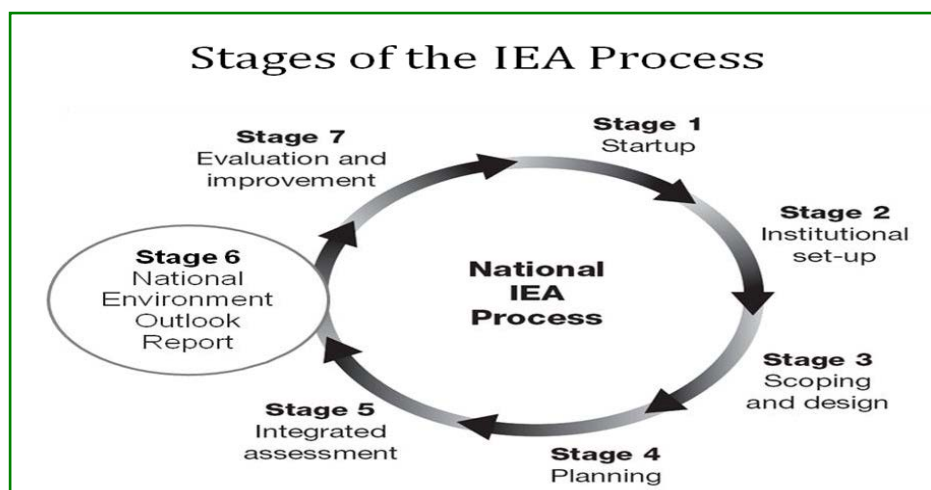 Stages of the IEA Process
Stage 1
Startup
Stage 2
Institutional
set-up
Stage 3
Scoping
and design
Stage 4
Planning
Stage 5
Integrated
assessment
Stage 6
National
Environment
Outlook
Report
Stage 7
Evaluation and
improvement
National
IEA
Process